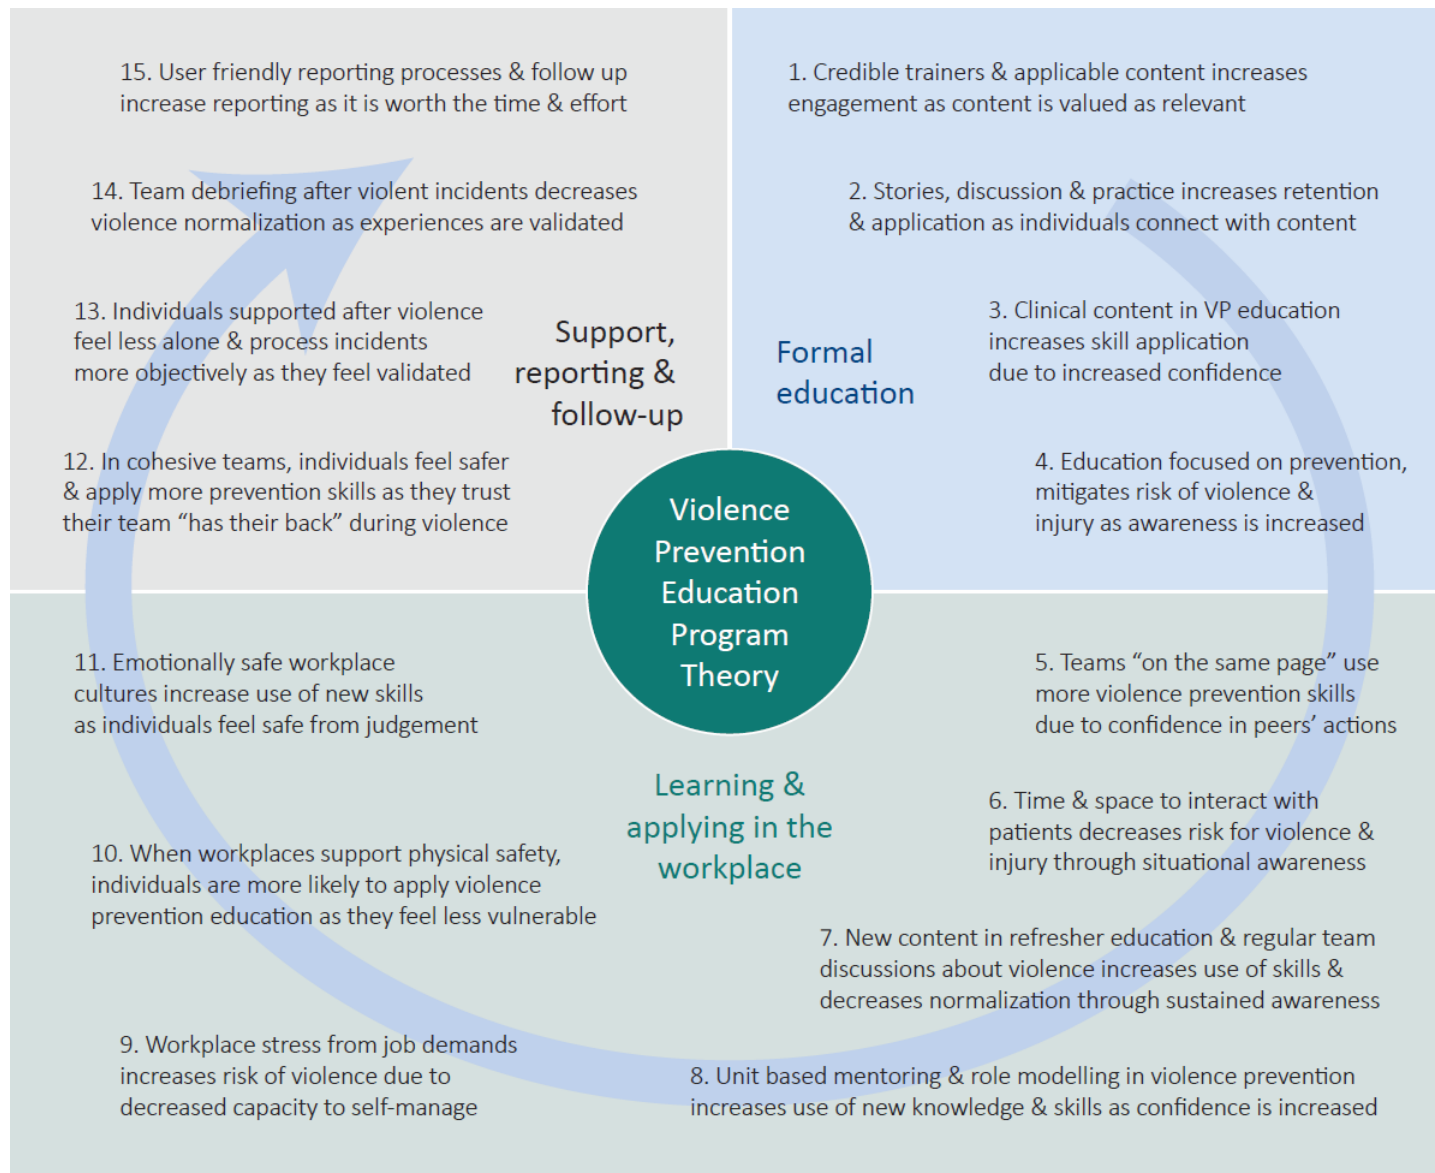 1. Credible trainers & applicable content increases
engagement as content is valued as relevant
2. Stories, discussion & practice increases retention
& application as individuals connect with content
3. Clinical content in VP education
increases skill application
due to increased confidence
4. Education focused on prevention,
mitigates risk of violence &
injury as awareness is increased
Formal
education
5. Teams “on the same page” use
more violence prevention skills
due to confidence in peers’ actions
6. Time & space to interact with
patients decreases risk for violence &
injury through situational awareness
7. New content in refresher education & regular team
discussions about violence increases use of skills &
decreases normalization through sustained awareness
8. Unit based mentoring & role modelling in violence prevention
increases use of new knowledge & skills as confidence is increased
Learning &
applying in the
workplace
9. Workplace stress from job demands
increases risk of violence due to
decreased capacity to self-manage
10. When workplaces support physical safety,
individuals are more likely to apply violence
prevention education as they feel less vulnerable
11. Emotionally safe workplace
cultures increase use of new skills
as individuals feel safe from judgement
12. In cohesive teams, individuals feel safer
& apply more prevention skills as they trust
their team “has their back” during violence
13. Individuals supported after violence
feel less alone & process incidents
more objectively as they feel validated
14. Team debriefing after violent incidents decreases
violence normalization as experiences are validated
15. User friendly reporting processes & follow up
increase reporting as it is worth the time & effort
Support,
reporting &
follow-up
Violence
Prevention
Education
Program
Theory